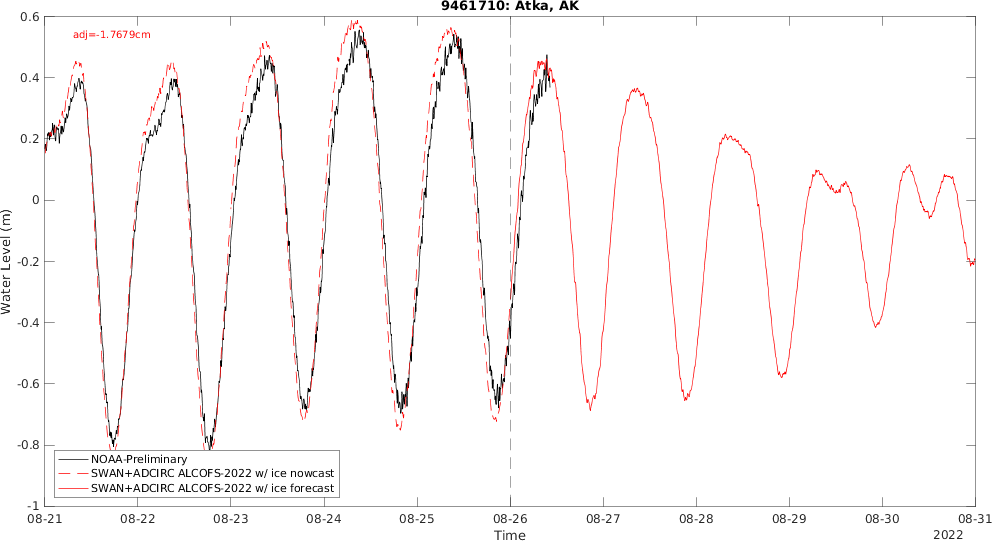 9461710: Atka, AK
adj=-1.7679cm
Water Level (m)
0.6
0.4
0.2
0
-0.2
-0.4
-0.6
-0.8
-1
NOAA-Preliminary
SWAN+ADCIRC ALCOFS-2022 w/ ice nowcast
SWAN+ADCIRC ALCOFS-2022 w/ ice forecast
08-21 08-22 08-23 08-24 08-25 08-26 08-27 08-28 08-29 08-30 08-31
Time
2022